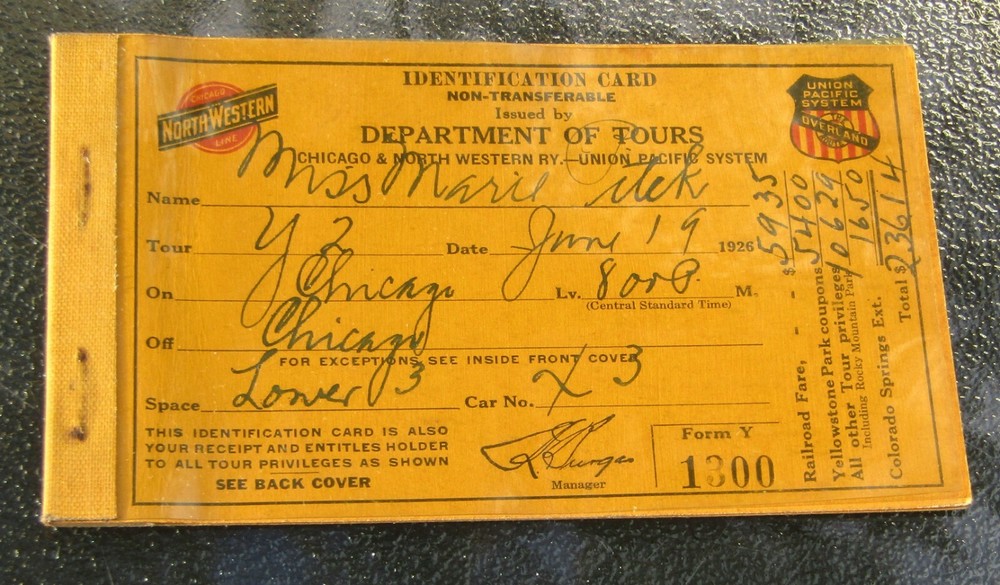 IDENTIFICATION CARD
NON-TRANSFERABLE
Issued by
DEPARTMENT OF TOURS
CHICAGO & NORTH WESTERN RY.—UNION PACIFIC SYSTEM
CHICAGO
NORTH WESTERN
LINE
UNION
PACIFIC
SYSTEM
THE
OVERLAND
ROUTE
Name Miss Marie Pitek
Tour Y 2 Date June 19 1926
On Chicago Lv. 8 00 P. M.
(Central Standard Time)
Off Chicago
FOR EXCEPTIONS, SEE INSIDE FRONT COVER
Space Lower 3 Car No. X 3
THIS IDENTIFICATION CARD IS ALSO
YOUR RECEIPT AND ENTITLES HOLDER
TO ALL TOUR PRIVILEGES AS SHOWN
SEE BACK COVER
Manager
Form Y
1300
Railroad Fare, - - $ 59 35
Yellowstone Park coupons 54 00
All other Tour privileges 106 29
Including Rocky Mountain Park
Colorado Springs Ext. 16 50
Total $ 236 14